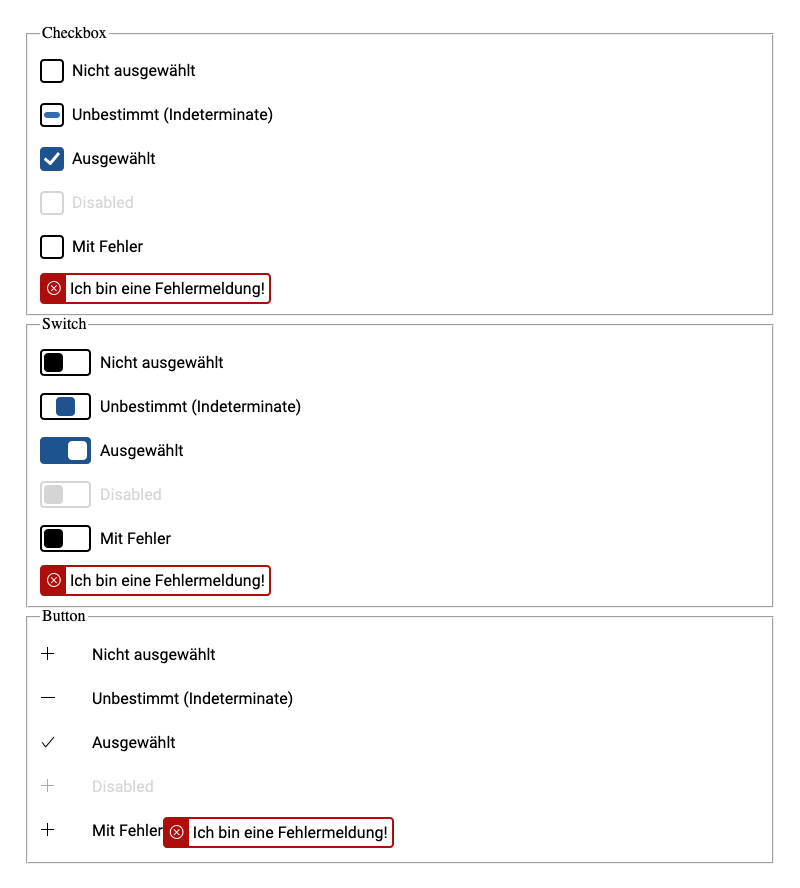 Checkbox
Nicht ausgewählt
Unbestimmt (Indeterminate)
Ausgewählt
Disabled
Mit Fehler
Ich bin eine Fehlermeldung!
Switch
Nicht ausgewählt
Unbestimmt (Indeterminate)
Ausgewählt
Disabled
Mit Fehler
Ich bin eine Fehlermeldung!
Button
Nicht ausgewählt
Unbestimmt (Indeterminate)
Ausgewählt
Disabled
Mit Fehler Ich bin eine Fehlermeldung!